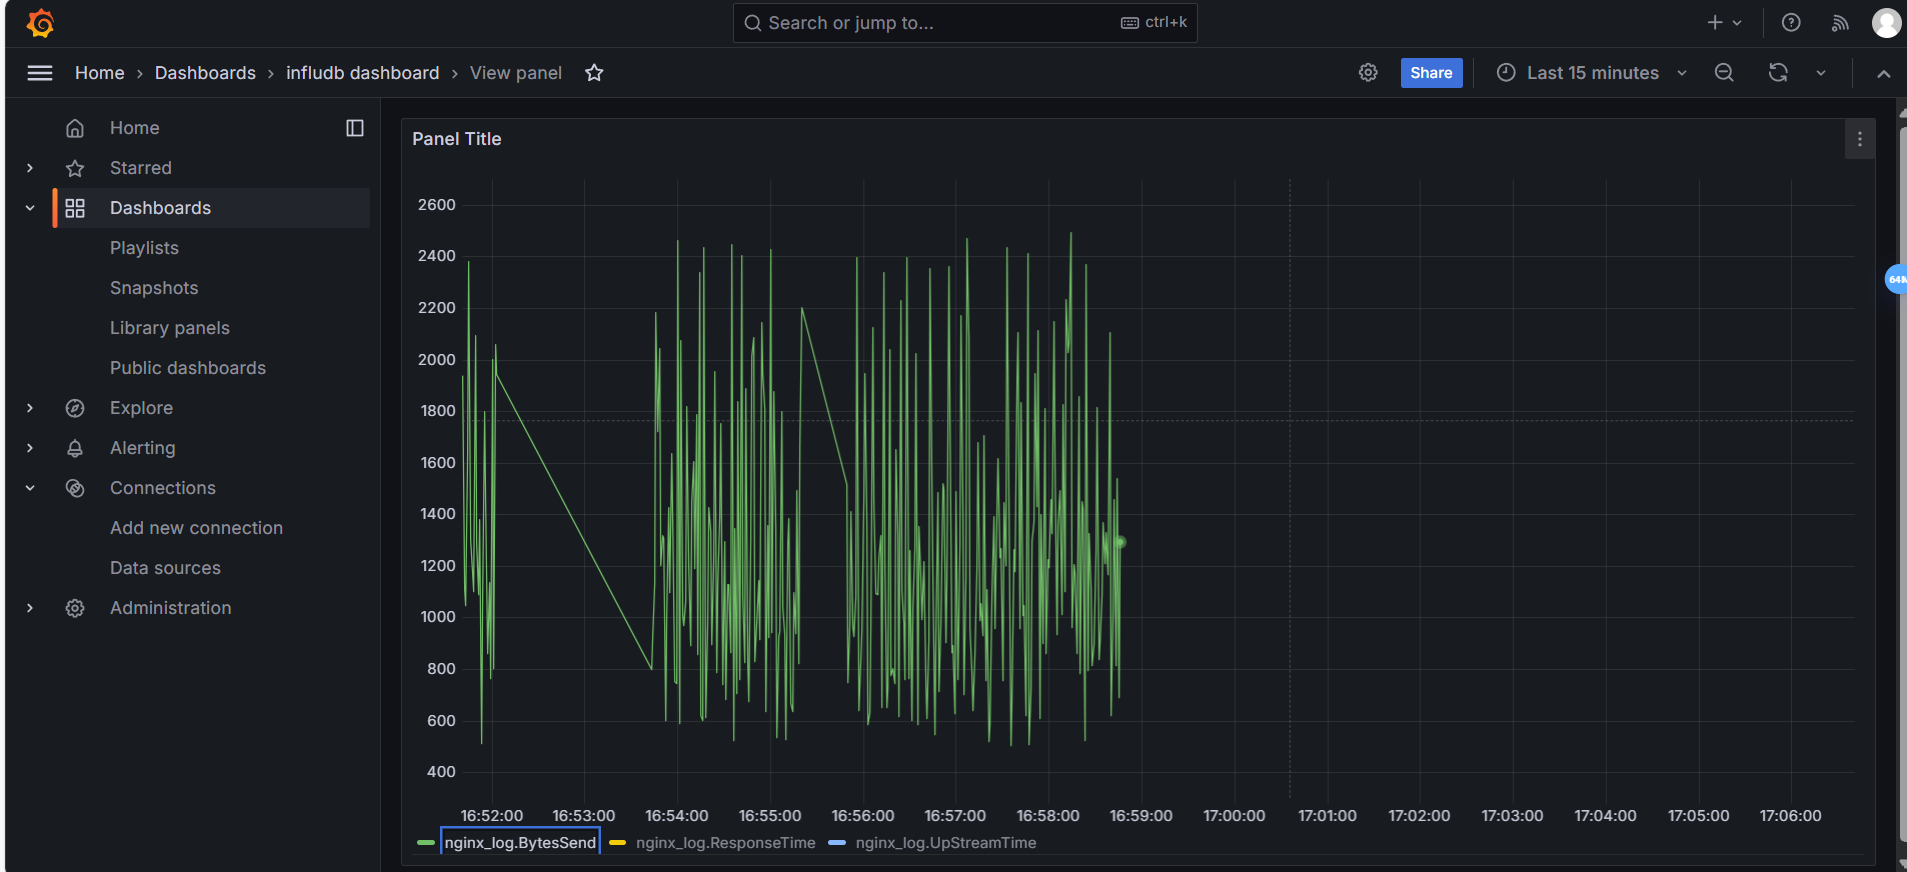 Search or jump to...
ctrl+k
Home › Dashboards › infludb dashboard › View panel
Share
Last 15 minutes
Home
Starred
Dashboards
Playlists
Snapshots
Library panels
Public dashboards
Explore
Alerting
Connections
Add new connection
Data sources
Administration
Panel Title
2600
2400
2200
2000
1800
1600
1400
1200
1000
800
600
400
16:52:00 16:53:00 16:54:00 16:55:00 16:56:00 16:57:00 16:58:00 16:59:00 17:00:00 17:01:00 17:02:00 17:03:00 17:04:00 17:05:00 17:06:00
nginx_log.BytesSend nginx_log.ResponseTime nginx_log.UpStreamTime